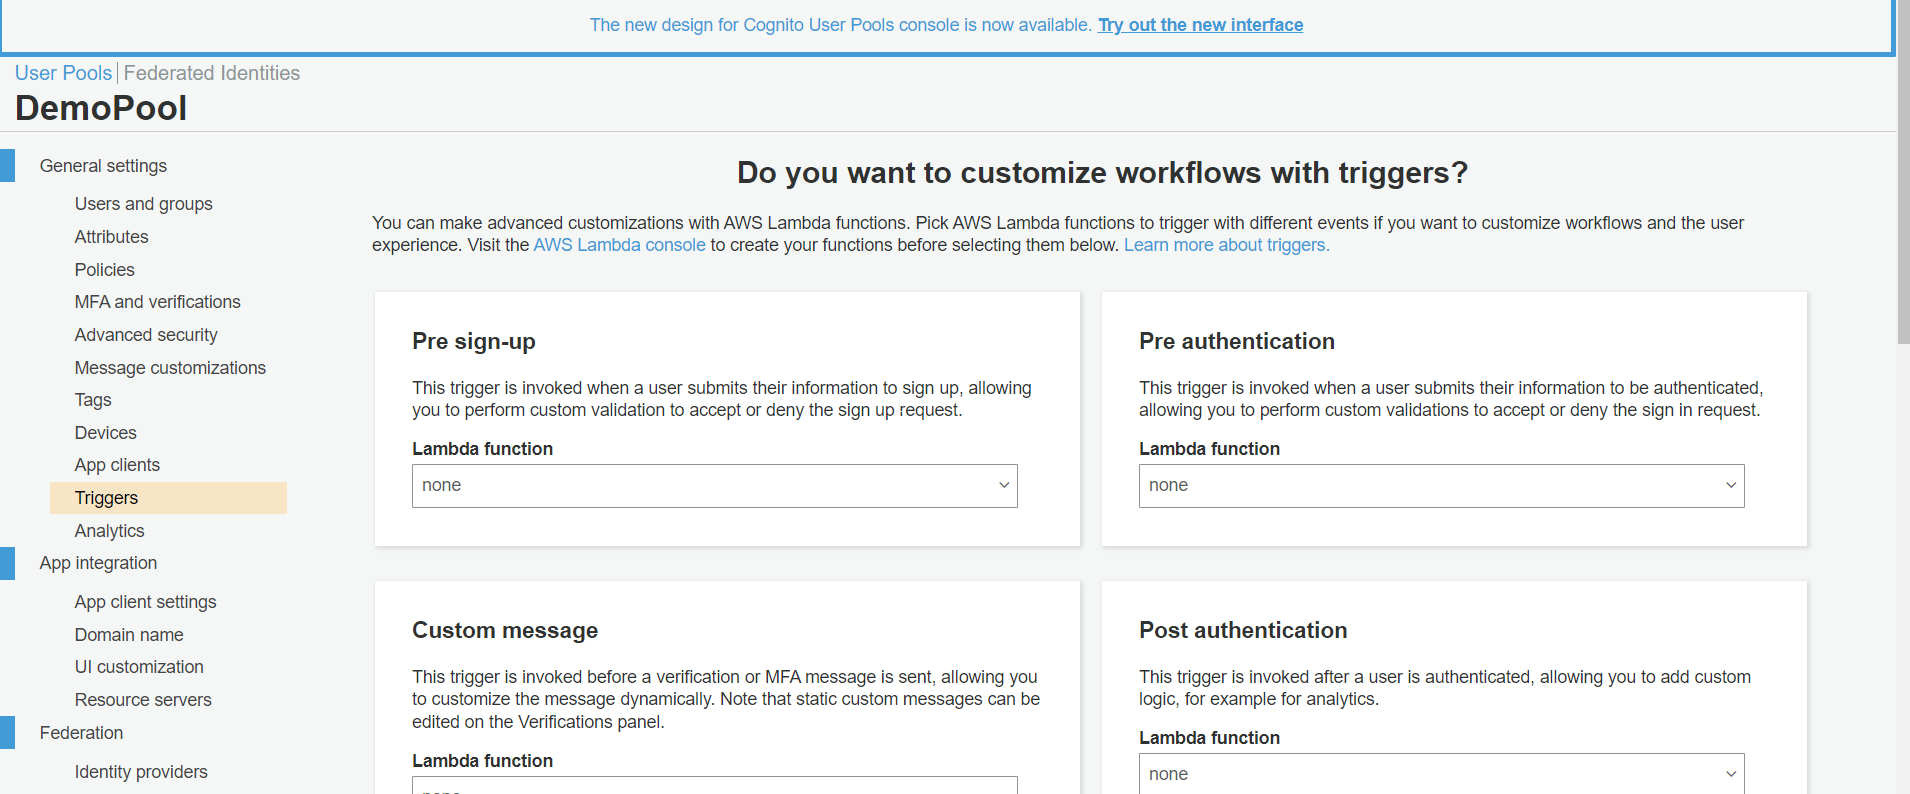 The new design for Cognito User Pools console is now available. Try out the new interface
User Pools | Federated Identities
DemoPool
General settings
Users and groups
Attributes
Policies
MFA and verifications
Advanced security
Message customizations
Tags
Devices
App clients
Triggers
Analytics
App integration
App client settings
Domain name
UI customization
Resource servers
Federation
Identity providers
Do you want to customize workflows with triggers?
You can make advanced customizations with AWS Lambda functions. Pick AWS Lambda functions to trigger with different events if you want to customize workflows and the user
experience. Visit the AWS Lambda console to create your functions before selecting them below. Learn more about triggers.
Pre sign-up
This trigger is invoked when a user submits their information to sign up, allowing
you to perform custom validation to accept or deny the sign up request.
Lambda function
none
Pre authentication
This trigger is invoked when a user submits their information to be authenticated,
allowing you to perform custom validations to accept or deny the sign in request.
Lambda function
none
Custom message
This trigger is invoked before a verification or MFA message is sent, allowing you
to customize the message dynamically. Note that static custom messages can be
edited on the Verifications panel.
Lambda function
Post authentication
This trigger is invoked after a user is authenticated, allowing you to add custom
logic, for example for analytics.
Lambda function
none